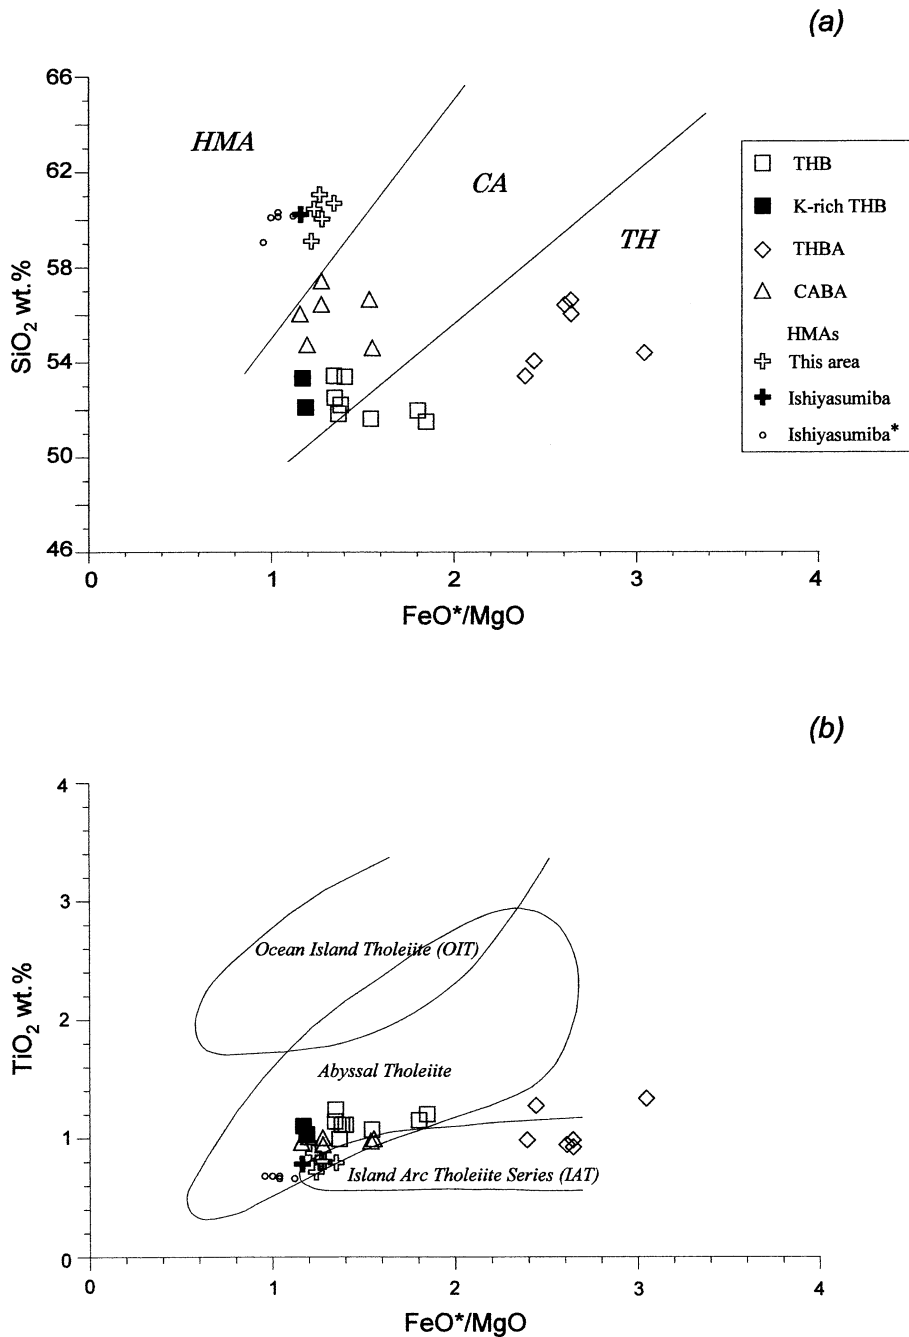 (a)
66
62
58
54
50
46
SiO2 wt.%
HMA
CA
TH
0
1
2
3
4
FeO*/MgO
THB
K-rich THB
THBA
CABA
HMAs
This area
Ishiyasumiba
Ishiyasumiba*
(b)
4
3
2
1
0
TiO2 wt.%
Ocean Island Tholeiite (OIT)
Abyssal Tholeiite
Island Arc Tholeiite Series (IAT)
0
1
2
3
4
FeO*/MgO